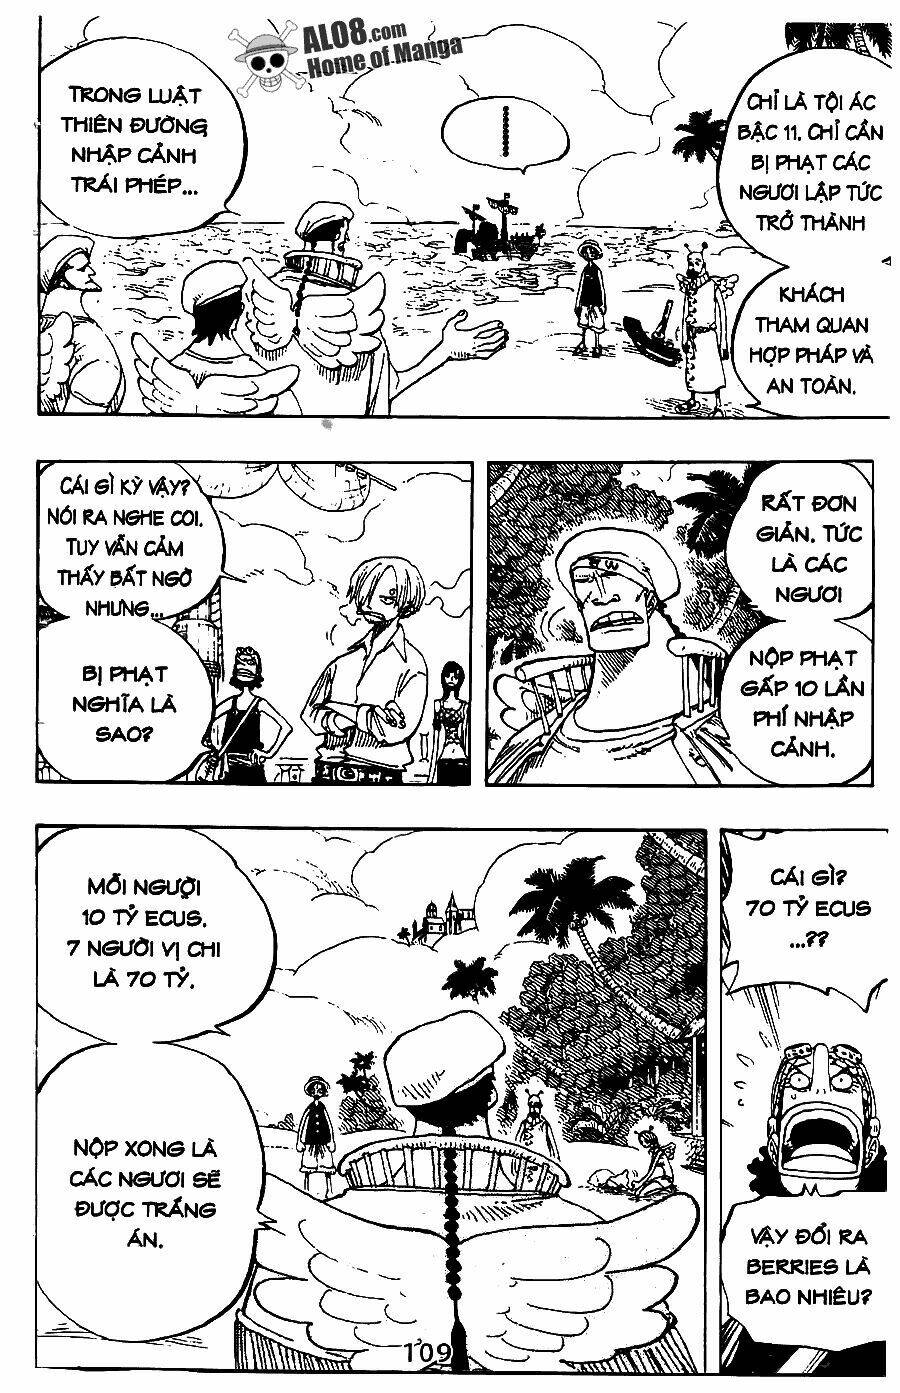 AL08.com
Home of Manga
CHỈ LÀ TỘI ÁC
BẬC 11. CHỈ CẦN
BỊ PHẠT CÁC
NGƯƠI LẬP TỨC
TRỞ THÀNH
KHÁCH
THAM QUAN
HỢP PHÁP VÀ
AN TOÀN.
TRONG LUẬT
THIÊN ĐƯỜNG
NHẬP CẢNH
TRÁI PHÉP...
RẤT ĐƠN
GIẢN. TỨC
LÀ CÁC
NGƯƠI
NỘP PHẠT
GẤP 10 LẦN
PHÍ NHẬP
CẢNH.
CÁI GÌ KỲ VẬY?
NÓI RA NGHE COI.
TUY VẪN CẢM
THẤY BẤT NGỜ
NHƯNG...
BỊ PHẠT
NGHĨA LÀ
SAO?
CÁI GÌ?
70 TỶ ECUS
...??
VẬY ĐỔI RA
BERRIES LÀ
BAO NHIÊU?
MỖI NGƯỜI
10 TỶ ECUS.
7 NGƯỜI VỊ CHI
LÀ 70 TỶ.
NỘP XONG LÀ
CÁC NGƯƠI SẼ
ĐƯỢC TRẮNG
ÁN.
109